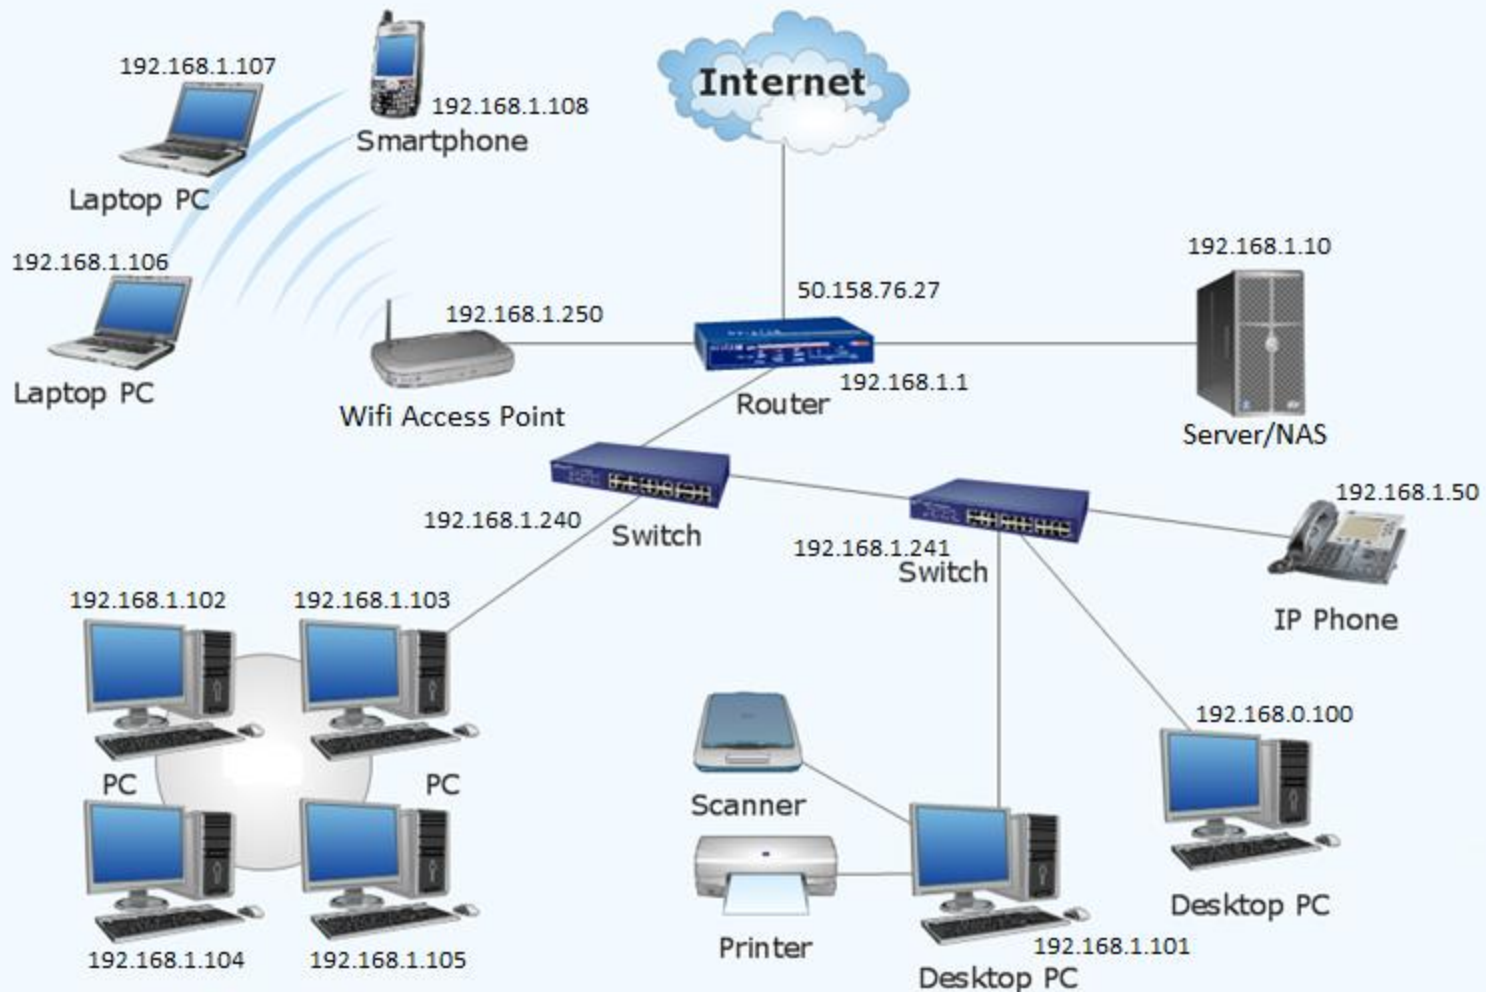 192.168.1.107
192.168.1.108
Smartphone
Laptop PC
Internet
192.168.1.106
Laptop PC
192.168.1.250
Wifi Access Point
50.158.76.27
192.168.1.1
Router
192.168.1.10
Server/NAS
192.168.1.240
Switch
192.168.1.241
Switch
192.168.1.50
IP Phone
192.168.1.102
192.168.1.103
PC
PC
192.168.1.104
192.168.1.105
Scanner
Printer
192.168.1.101
Desktop PC
192.168.0.100
Desktop PC